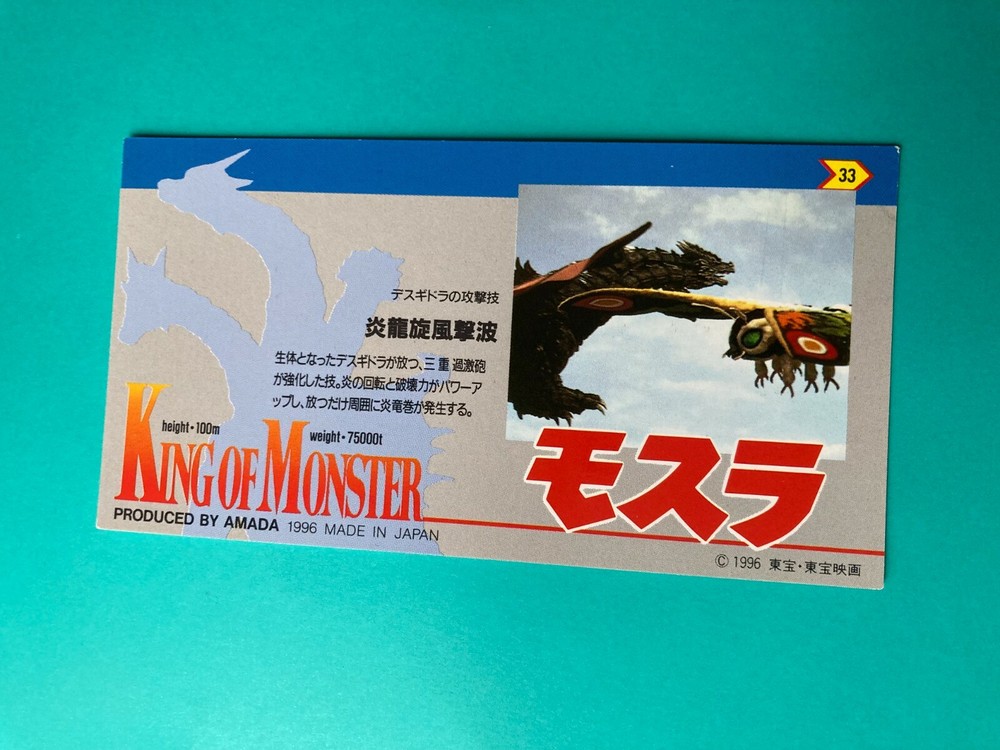 33
デスギドラの攻撃技
炎龍旋風撃波
生体となったデスギドラが放つ、三重過激砲
が強化した技。炎の回転と破壊力がパワーア
ップし、放つだけ周囲に炎竜巻が発生する。
height・100m
weight・75000t
KING OF MONSTER
PRODUCED BY AMADA 1996 MADE IN JAPAN
モスラ
© 1996 東宝・東宝映画